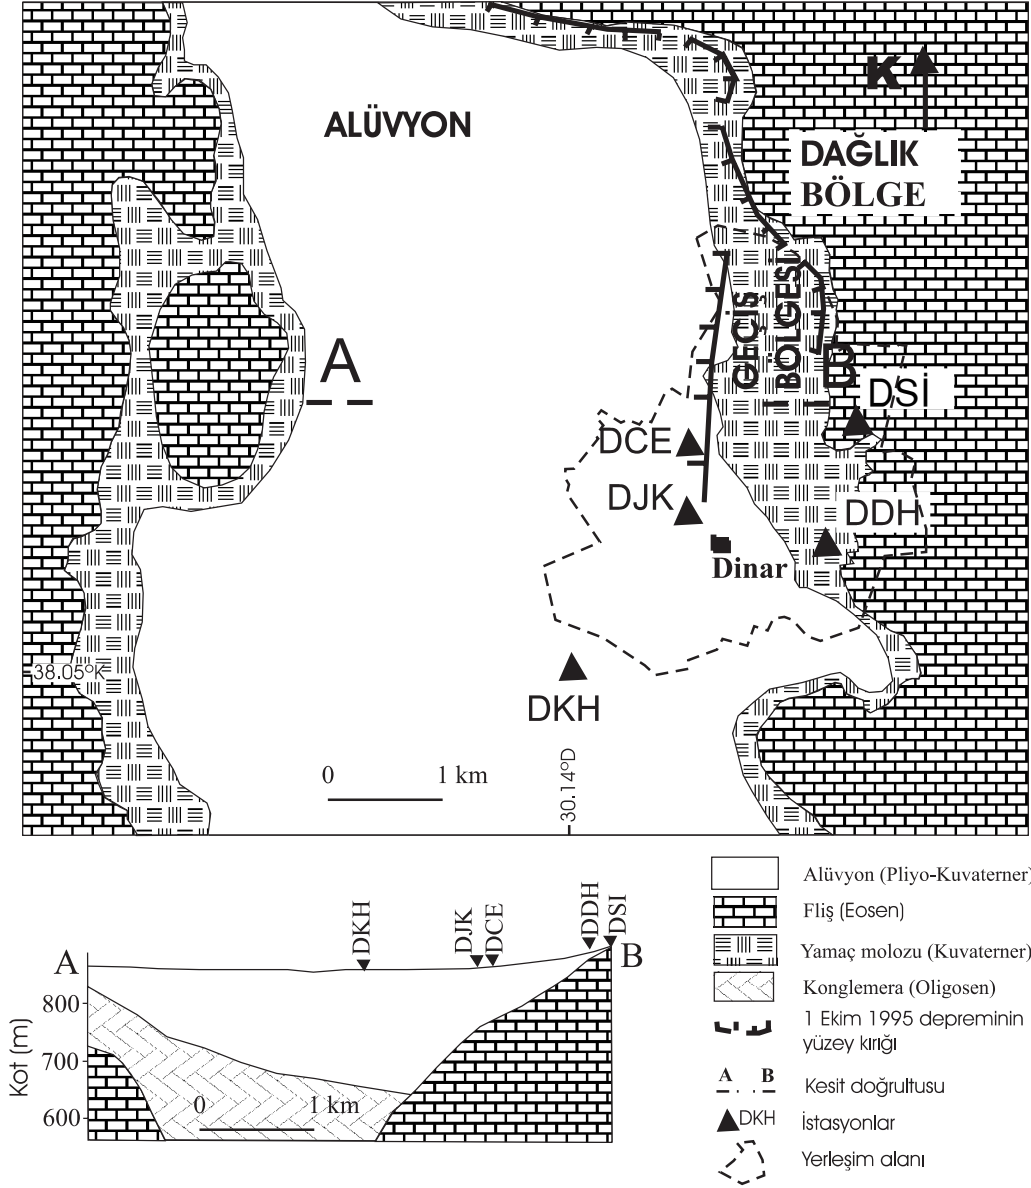 K
ALÜVYON
DAĞLIK
BÖLGE
GEÇİŞ
BÖLGESİ
A
B
DSİ
DČE
DJK
DDH
Dinar
38.05°K
DKH
0 1 km
30.14°D
Alüvyon (Pliyo-Kuvaterner)
Fliş (Eosen)
Yamaç molozu (Kuvaterner)
Konglemera (Oligosen)
1 Ekim 1995 depreminin
yüzey kırığı
A B
Kesit doğrultusu
DKH İstasyonlar
Yerleşim alanı
A
DKH
DJK
DCE
DDH
DSI
B
Kot (m)
800
700
600
0 1 km